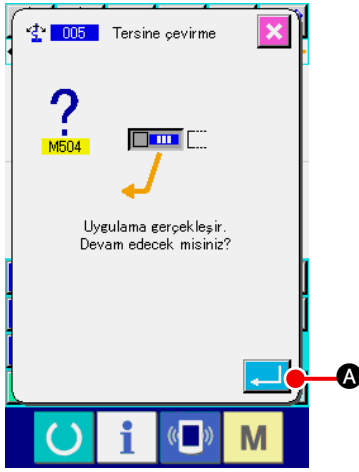 005 Tersine çevirme
?
M504
Uygulama gerçekleşir.
Devam edecek misiniz?
A
i
M